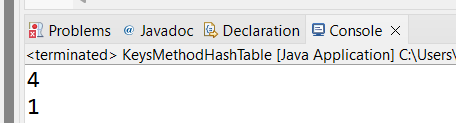 Problems @ Javadoc Declaration Console
<terminated> KeysMethodHashTable [Java Application] C:\Users\
4
1